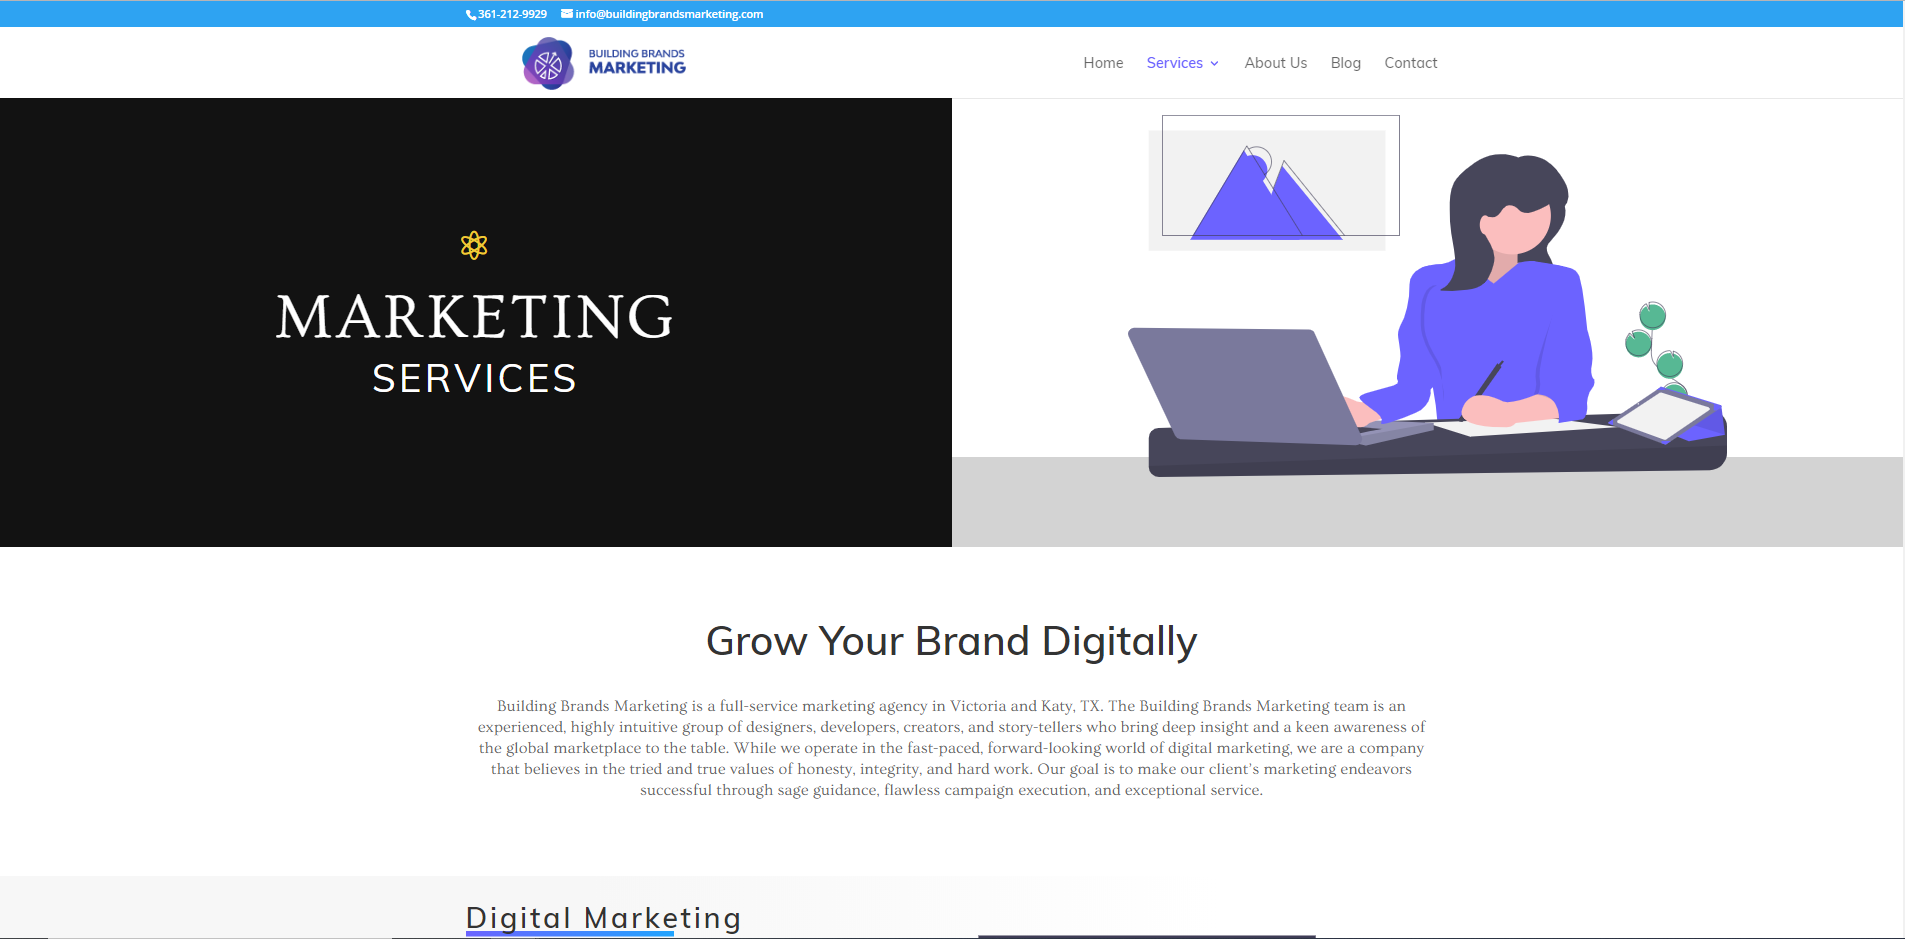 361-212-9929 info@buildingbrandsmarketing.com
BUILDING BRANDS
MARKETING
Home Services About Us Blog Contact
MARKETING
SERVICES
Grow Your Brand Digitally
Building Brands Marketing is a full-service marketing agency in Victoria and Katy, TX. The Building Brands Marketing team is an
experienced, highly intuitive group of designers, developers, creators, and story-tellers who bring deep insight and a keen awareness of
the global marketplace to the table. While we operate in the fast-paced, forward-looking world of digital marketing, we are a company
that believes in the tried and true values of honesty, integrity, and hard work. Our goal is to make our client's marketing endeavors
successful through sage guidance, flawless campaign execution, and exceptional service.
Digital Marketing